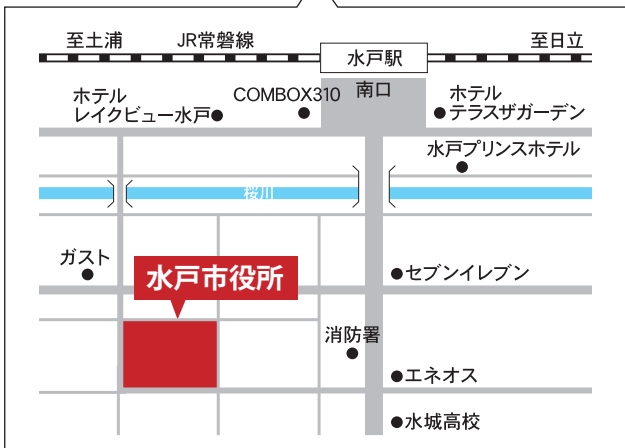 至土浦
JR常磐線
水戸駅
至日立
南口
ホテル
レイクビュー水戸
COMBOX310
ホテル
テラスザガーデン
水戸プリンスホテル
桜川
ガスト
水戸市役所
セブンイレブン
消防署
エネオス
水城高校